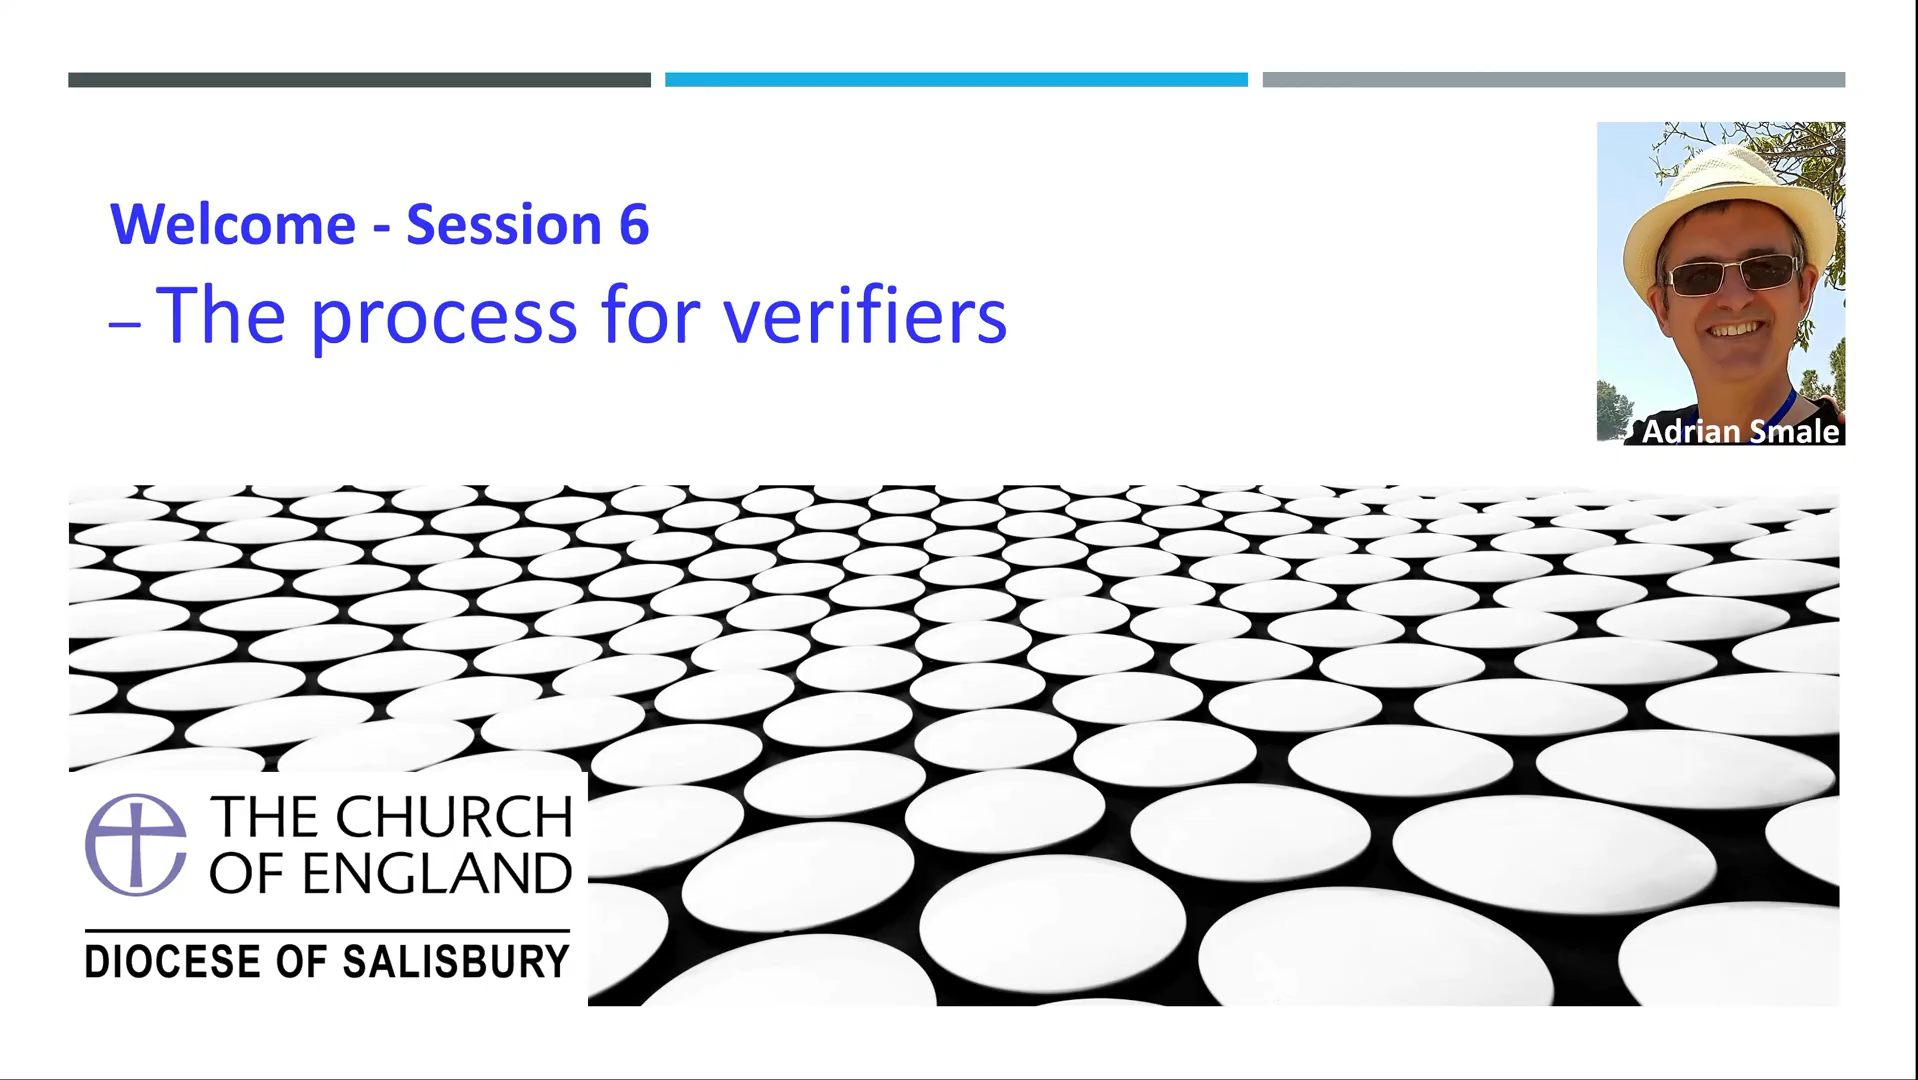 Welcome - Session 6
– The process for verifiers
Adrian Smale
THE CHURCH
OF ENGLAND
DIOCESE OF SALISBURY